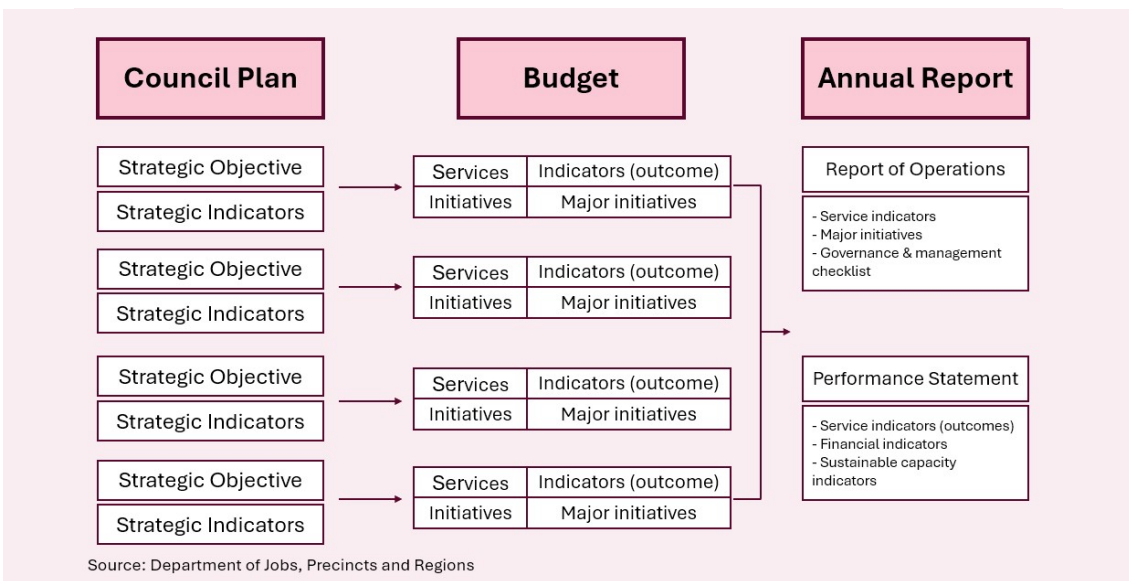 Council Plan
Budget
Annual Report
Strategic Objective
Strategic Indicators
Services
Indicators (outcome)
Initiatives
Major initiatives
Strategic Objective
Strategic Indicators
Services
Indicators (outcome)
Initiatives
Major initiatives
Strategic Objective
Strategic Indicators
Services
Indicators (outcome)
Initiatives
Major initiatives
Strategic Objective
Strategic Indicators
Services
Indicators (outcome)
Initiatives
Major initiatives
Report of Operations
- Service indicators
- Major initiatives
- Governance & management
checklist
Performance Statement
- Service indicators (outcomes)
- Financial indicators
- Sustainable capacity
indicators
Source: Department of Jobs, Precincts and Regions